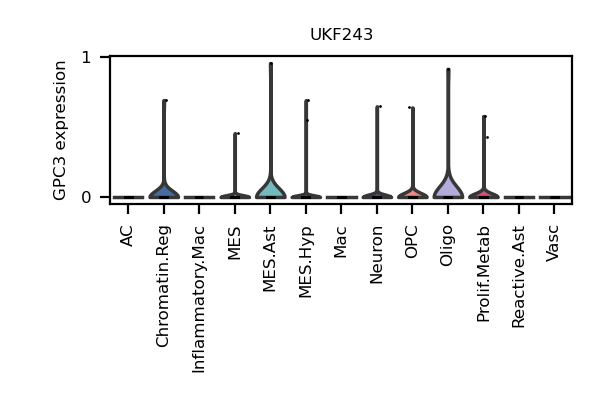 UKF243
GPC3 expression
1
0
AC
Chromatin.Reg
Inflammatory.Mac
MES
MES.Ast
MES.Hyp
Mac
Neuron
OPC
Oligo
Prolif.Metab
Reactive.Ast
Vasc